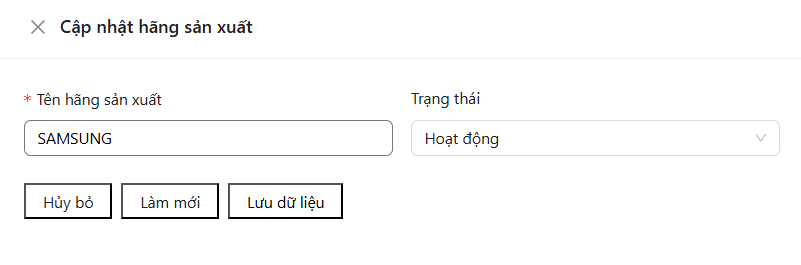 Cập nhật hãng sản xuất
* Tên hãng sản xuất
Trạng thái
SAMSUNG
Hoạt động
Hủy bỏ
Làm mới
Lưu dữ liệu